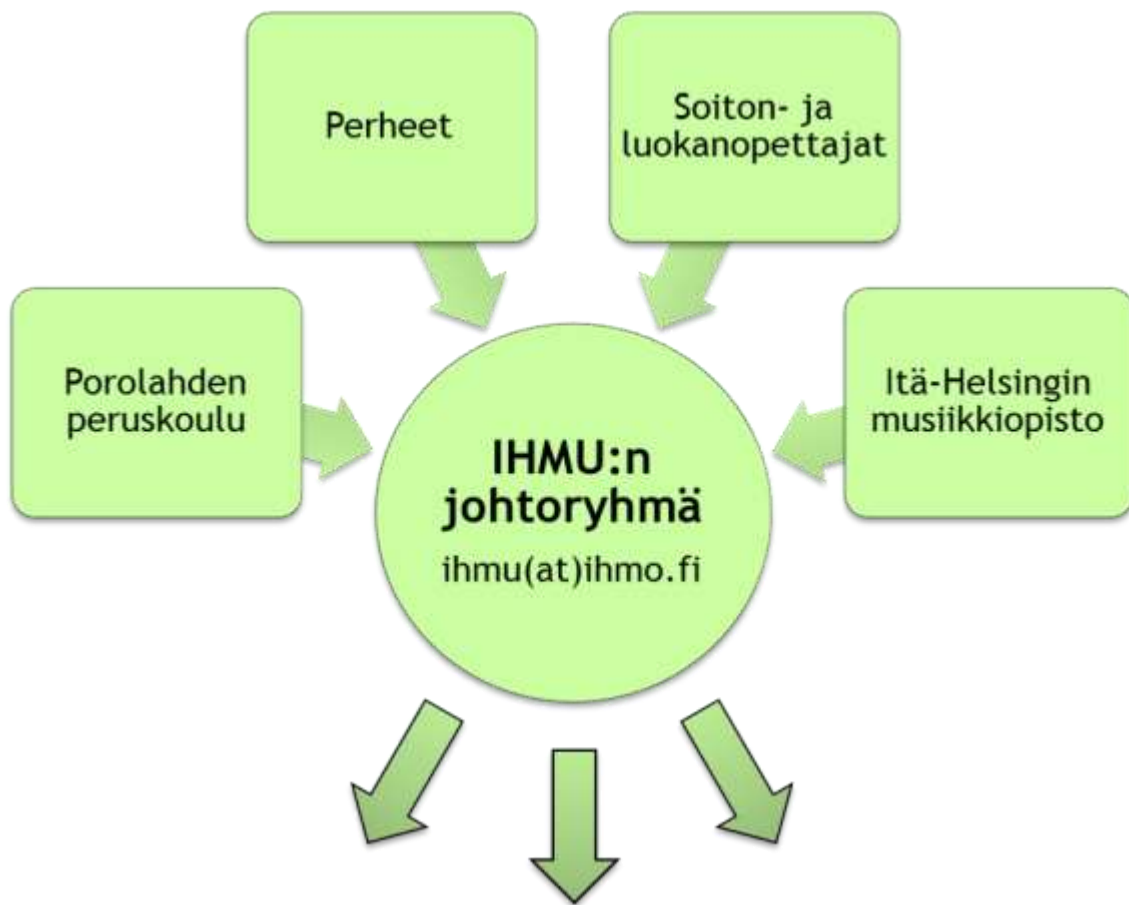 Perheet
Soiton- ja
luokanopettajat
Porolahden
peruskoulu
Itä-Helsingin
musiikkiopisto
IHMU:n
johtoryhmä
ihmu(at)ihmo.fi